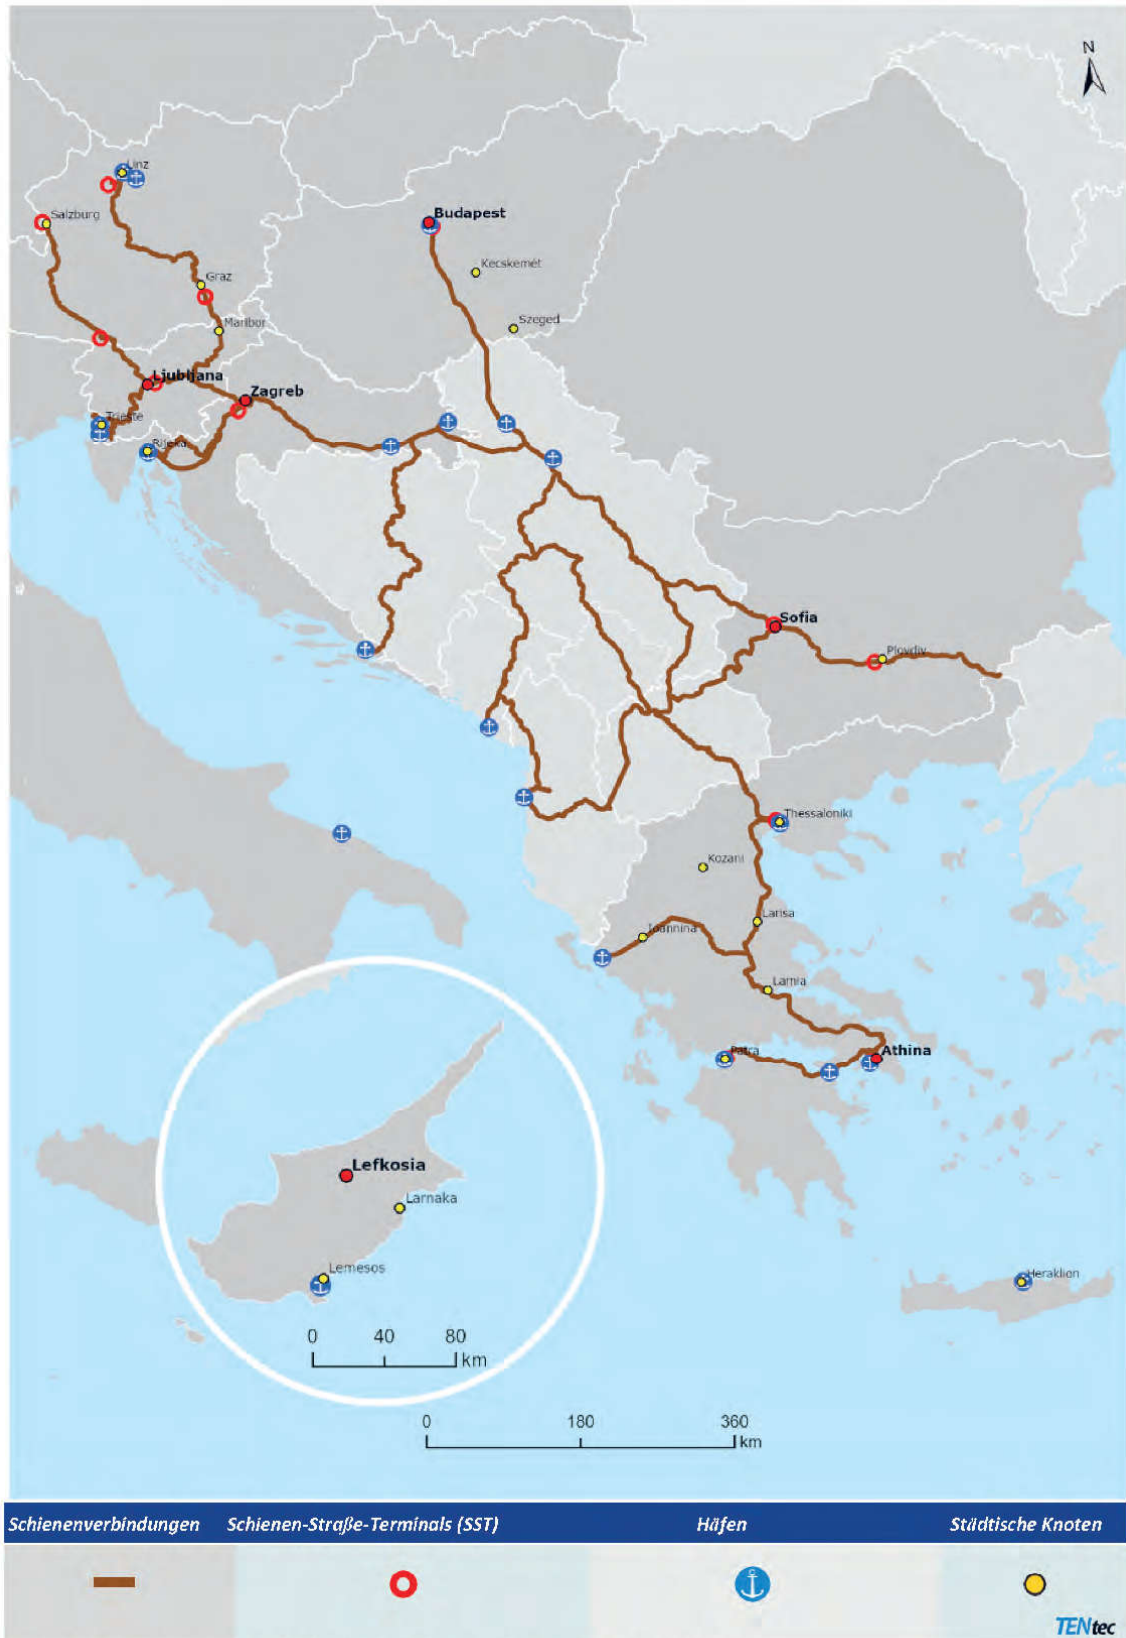 N
Linz
Salzburg
Budapest
Kecskemét
Graz
Szeged
Maribor
Ljubljana
Zagreb
Trieste
Rijeka
Sofia
Plovdiv
Thessaloniki
Kozani
Larisa
Ioannina
Lamia
Patra
Athina
Lefkosia
Larnaka
Lemesos
Heraklion
0 40 80
km
0 180 360
km
Schienenverbindungen Schienen-Straße-Terminals (SST) Häfen Städtische Knoten
TENtec